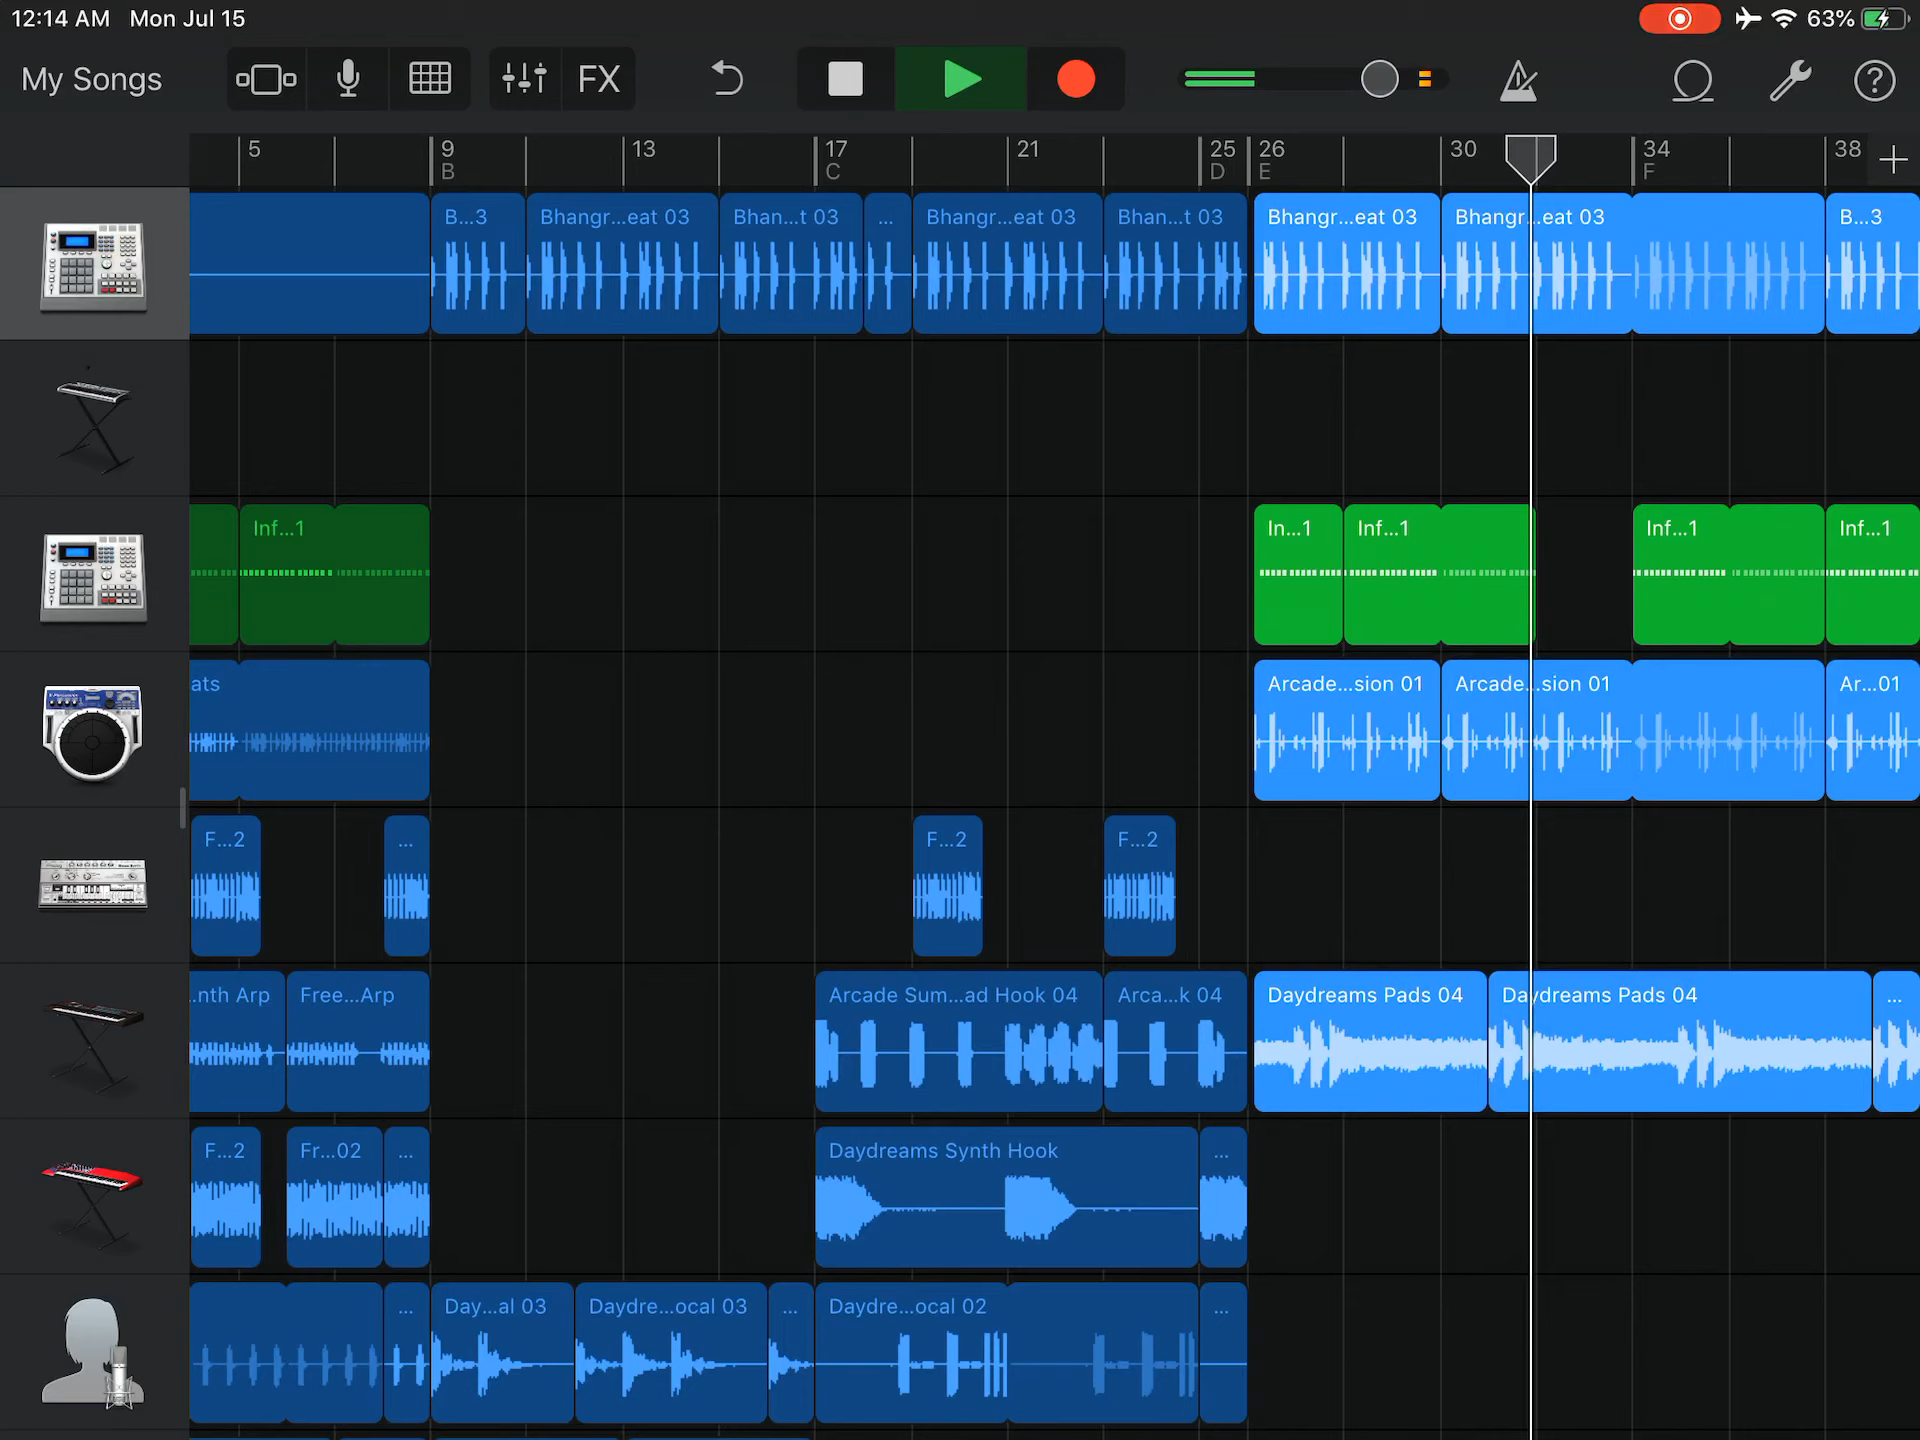 12:14 AM Mon Jul 15 63%
My Songs FX
5 9 13 17 21 25 26 30 34 38
B C D E F
B...3 Bhangr...eat 03 Bhan...t 03 ... Bhangr...eat 03 Bhan...t 03 Bhangr...eat 03 Bhangr...eat 03 B...3
Inf...1 In...1 Inf...1 Inf...1 Inf...1
ats Arcade...sion 01 Arcade...sion 01 Ar...01
F...2 ... F...2 F...2
...nth Arp Free...Arp Arcade Sum...ad Hook 04 Arca...k 04 Daydreams Pads 04 Daydreams Pads 04 ...
F...2 Fr...02 ... Daydreams Synth Hook ...
... Day...al 03 Daydre...ocal 03 ... Daydre...ocal 02 ...